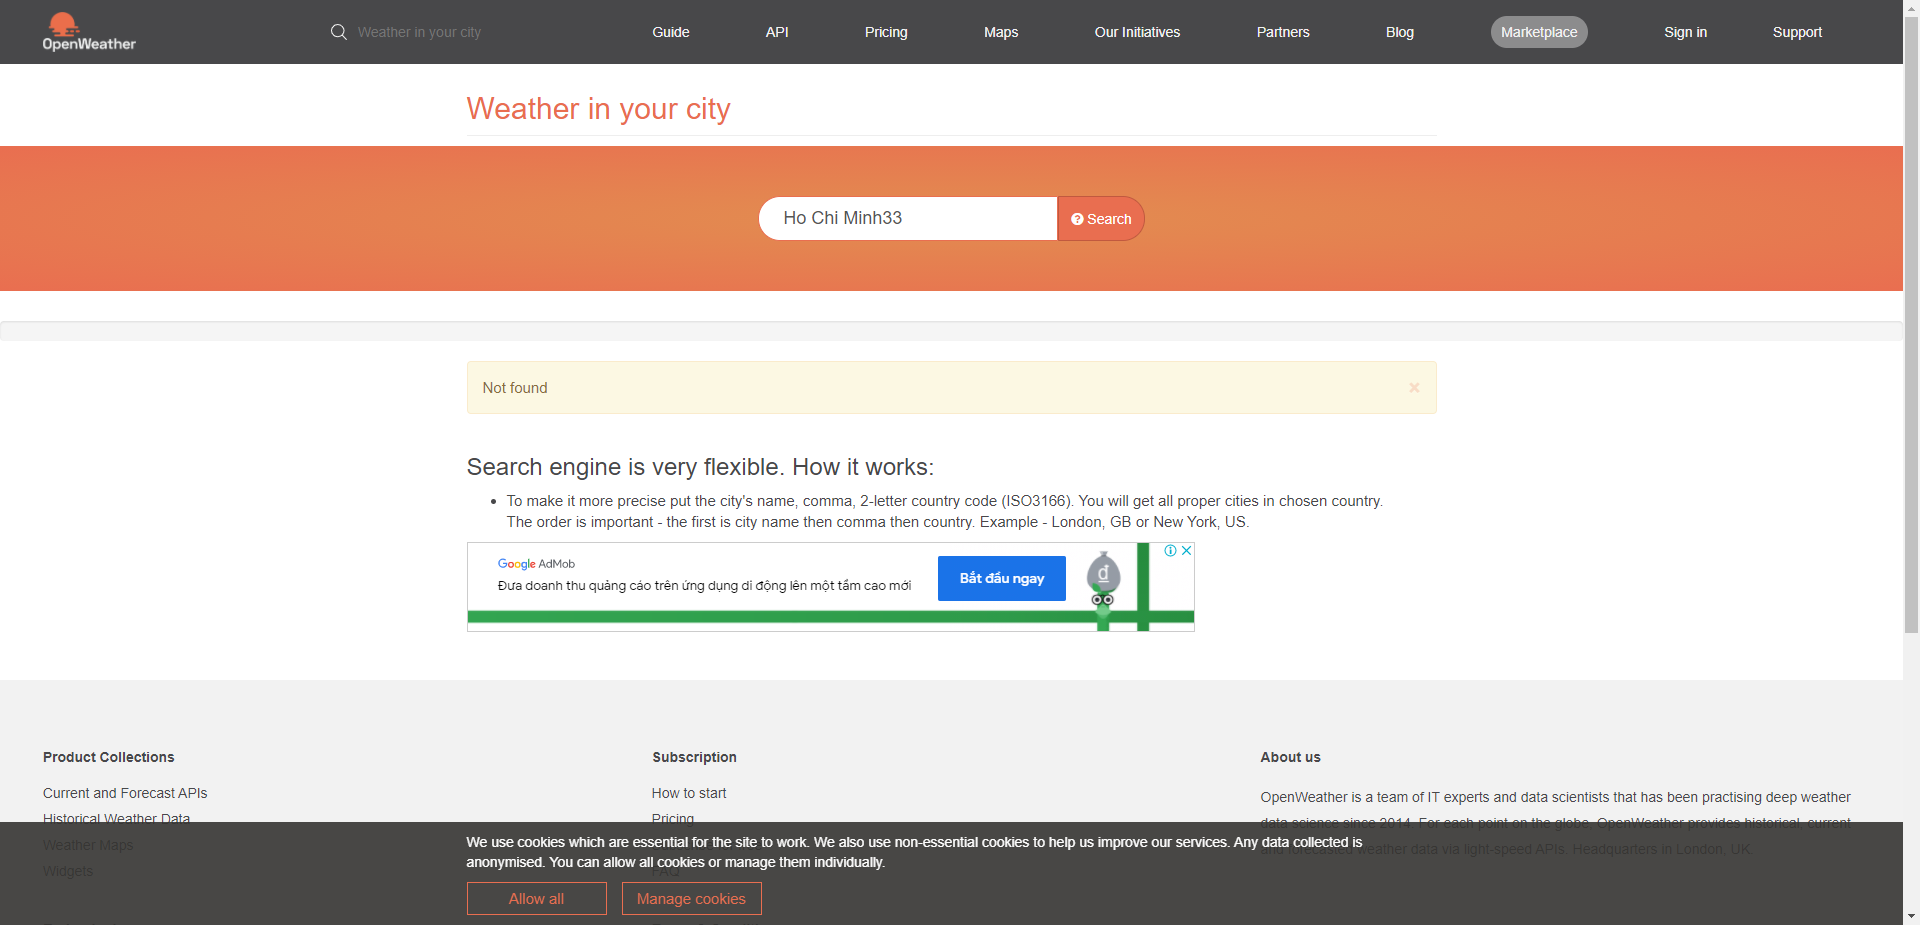 OpenWeather
Weather in your city
Guide
API
Pricing
Maps
Our Initiatives
Partners
Blog
Marketplace
Sign in
Support
Weather in your city
Ho Chi Minh33
Search
Not found
×
Search engine is very flexible. How it works:
• To make it more precise put the city's name, comma, 2-letter country code (ISO3166). You will get all proper cities in chosen country.
The order is important - the first is city name then comma then country. Example - London, GB or New York, US.
Google AdMob
Đưa doanh thu quảng cáo trên ứng dụng di động lên một tầm cao mới
Bắt đầu ngay
đ
Product Collections
Current and Forecast APIs
Historical Weather Data
Weather Maps
Widgets
Subscription
How to start
Pricing
FAQ
About us
OpenWeather is a team of IT experts and data scientists that has been practising deep weather
data science since 2014. For each point on the globe, OpenWeather provides historical, current
and forecasted weather data via light-speed APIs. Headquarters in London, UK.
We use cookies which are essential for the site to work. We also use non-essential cookies to help us improve our services. Any data collected is
anonymised. You can allow all cookies or manage them individually.
Allow all
Manage cookies